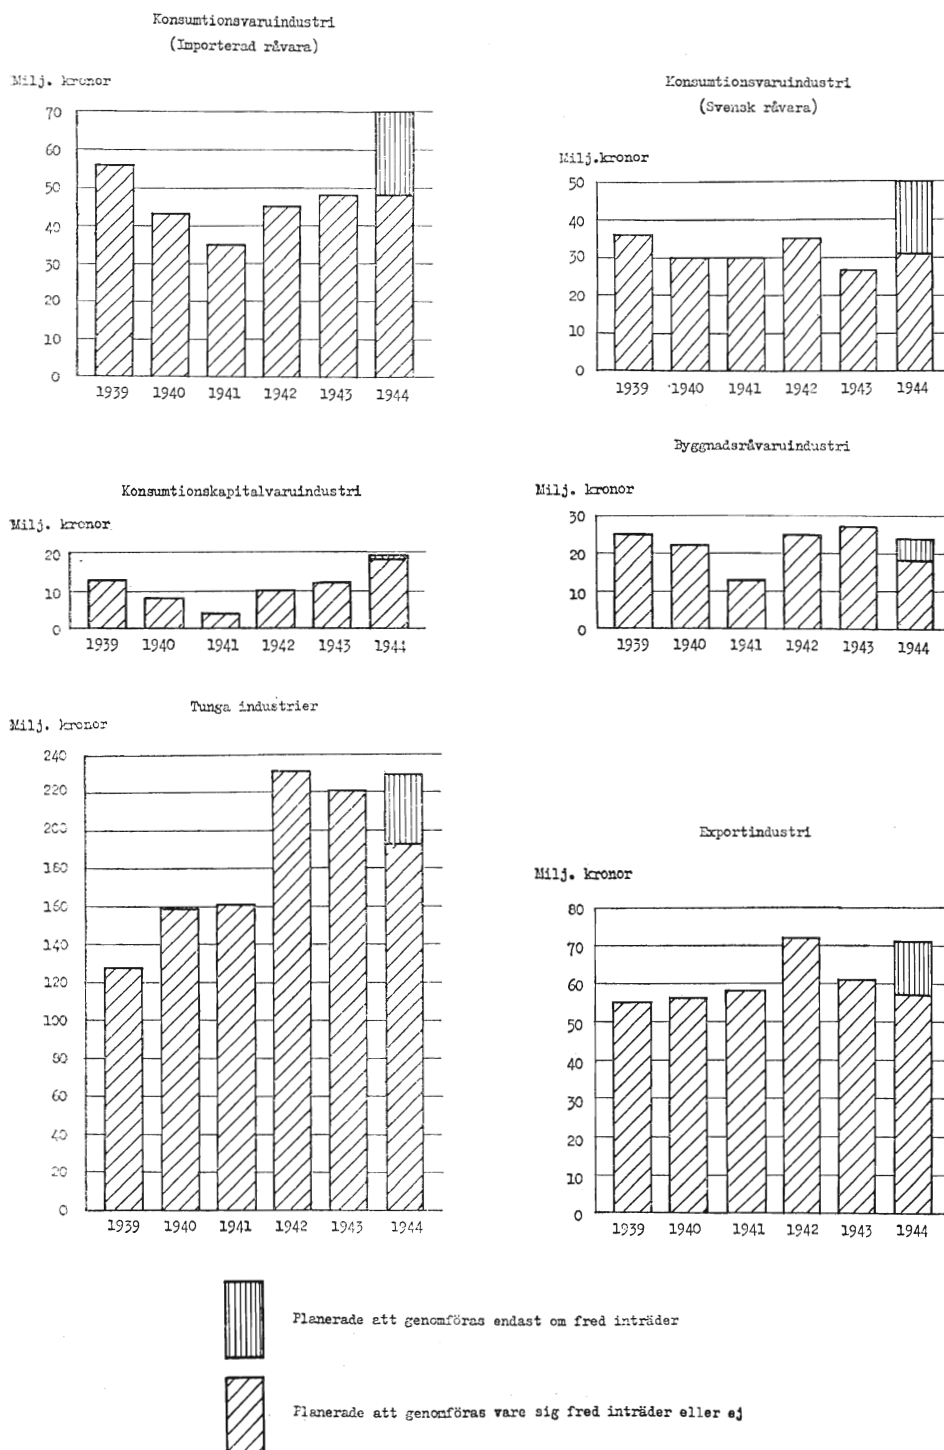 Konsumtionsvaruindustri
(Importerad råvara)
Milj. kronor
70
60
50
40
30
20
10
0
1939 1940 1941 1942 1943 1944
Konsumtionsvaruindustri
(Svensk råvara)
Milj.kronor
50
40
30
20
10
0
1939 1940 1941 1942 1943 1944
Konsumtionskapitalvaruindustri
Milj. kronor
20
10
0
1939 1940 1941 1942 1943 1944
Byggnadsråvaruindustri
Milj. kronor
30
20
10
0
1939 1940 1941 1942 1943 1944
Tunga industrier
Milj. kronor
240
220
200
180
160
140
120
100
80
60
40
20
0
1939 1940 1941 1942 1943 1944
Exportindustri
Milj. kronor
80
70
60
50
40
30
20
10
0
1939 1940 1941 1942 1943 1944
Planerade att genomföras endast om fred inträder
Planerade att genomföras vare sig fred inträder eller ej